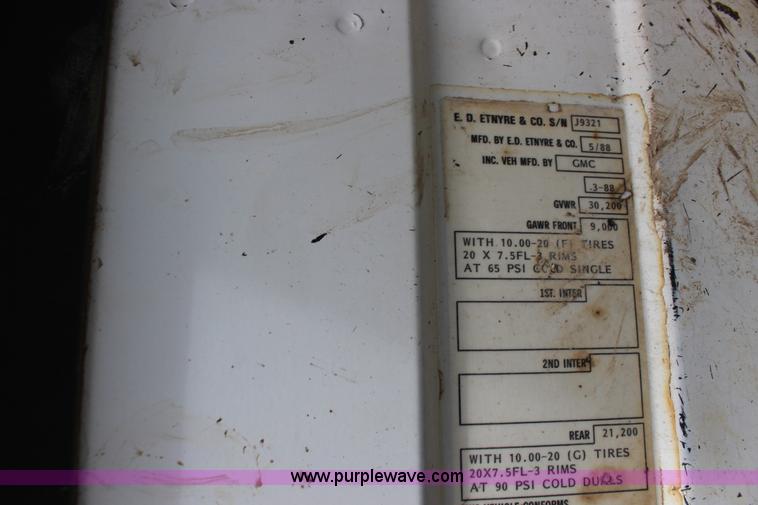 E. D. ETNYRE & CO. S/N J9321
MFD. BY E.D. ETNYRE & CO. 5/88
INC. VEH MFD. BY GMC
3-88
GVWR 30,200
GAWR FRONT 9,000
WITH 10.00-20 (F) TIRES
20 X 7.5FL-3 RIMS
AT 65 PSI COLD SINGLE
1ST. INTER
2ND INTER
REAR 21,200
WITH 10.00-20 (G) TIRES
20X7.5FL-3 RIMS
AT 90 PSI COLD DUALS
VEHICLE CONFORMS
www.purplewave.com